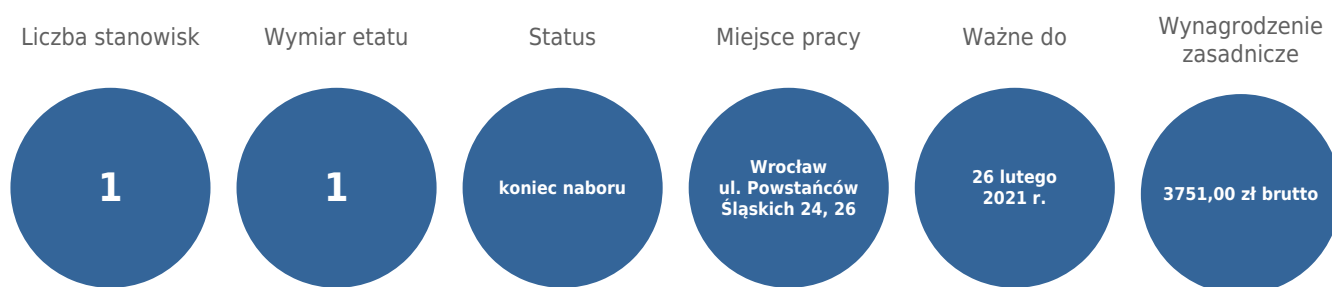 Liczba stanowisk
1
Wymiar etatu
1
Status
koniec naboru
Miejsce pracy
Wrocław
ul. Powstańców
Śląskich 24, 26
Ważne do
26 lutego
2021 r.
Wynagrodzenie
zasadnicze
3751,00 zł brutto